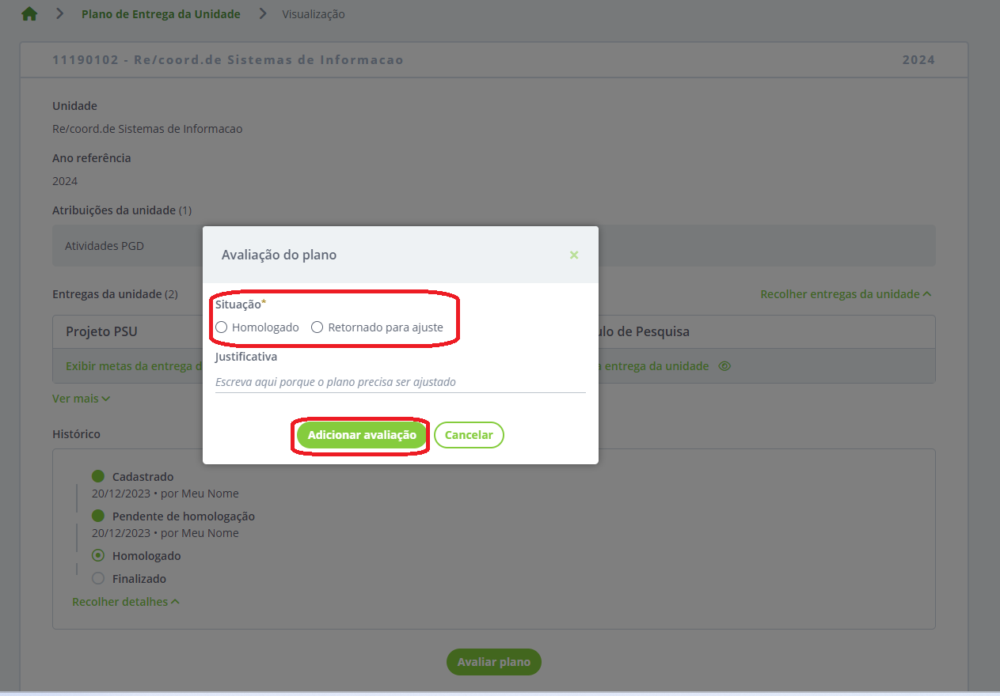 Plano de Entrega da Unidade Visualização
11190102 - Re/coord.de Sistemas de Informacao 2024
Unidade
Re/coord.de Sistemas de Informacao
Ano referência
2024
Atribuições da unidade (1)
Atividades PGD
Entregas da unidade (2) Recolher entregas da unidade
Projeto PSU ulo de Pesquisa
Exibir metas da entrega d a entrega da unidade
Ver mais
Avaliação do plano
Situação*
Homologado Retornado para ajuste
Justificativa
Escreva aqui porque o plano precisa ser ajustado
Adicionar avaliação Cancelar
Histórico
Cadastrado
20/12/2023 • por Meu Nome
Pendente de homologação
20/12/2023 • por Meu Nome
Homologado
Finalizado
Recolher detalhes
Avaliar plano